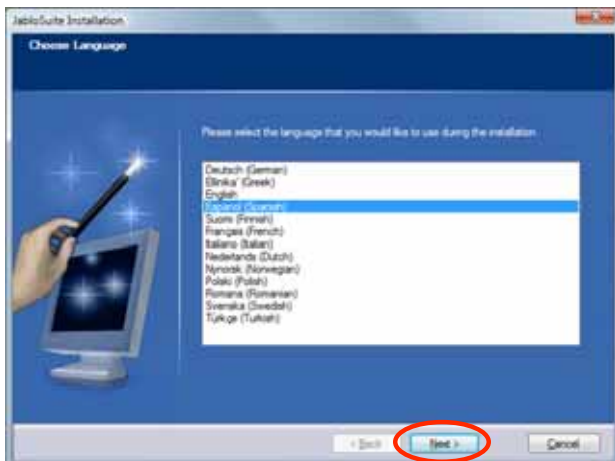 JabloSuite Installation
Choose Language
Please select the language that you would like to use during the installation
Deutsch (German)
Ellinika' (Greek)
English
Español (Spanish)
Suomi (Finnish)
Français (French)
Italiano (Italian)
Nederlands (Dutch)
Nynorsk (Norwegian)
Polski (Polish)
Romana (Romanian)
Svenska (Swedish)
Türkçe (Turkish)
< Back
Next >
Cancel